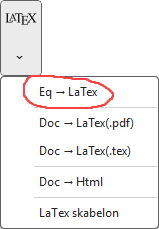 LATEX
Eq → LaTex
Doc → LaTex(.pdf)
Doc → LaTex(.tex)
Doc → Html
LaTex skabelon